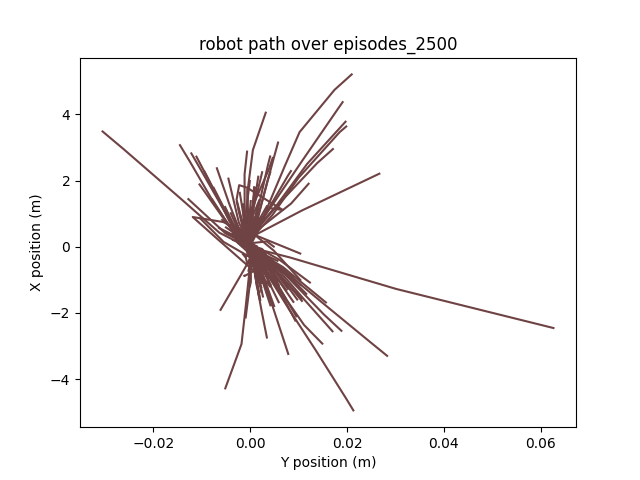 robot path over episodes_2500
4
2
0
−2
−4
X position (m)
−0.02 0.00 0.02 0.04 0.06
Y position (m)